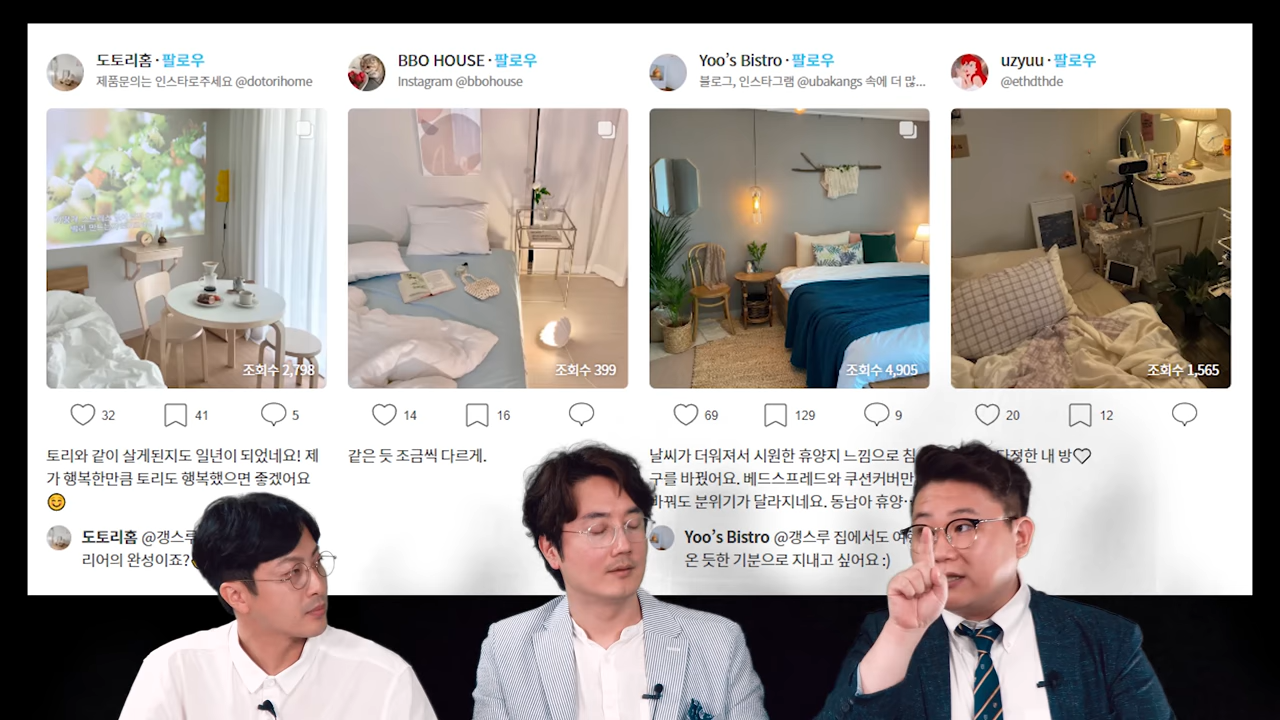 도토리홈 · 팔로우
제품문의는 인스타로주세요 @dotorihome
조회수 2,798
32 41 5
토리와 같이 살게된지도 일년이 되었네요! 제
가 행복한만큼 토리도 행복했으면 좋겠어요
😊
도토리홈 @갱스루
리어의 완성이죠?
BBO HOUSE · 팔로우
Instagram @bbohouse
조회수 399
14 16
같은 듯 조금씩 다르게.
Yoo's Bistro · 팔로우
블로그, 인스타그램 @ubakangs 속에 더 많...
조회수 4,905
69 129 9
날씨가 더워져서 시원한 휴양지 느낌으로 침
구를 바꿨어요. 베드스프레드와 쿠션커버만
바꿔도 분위기가 달라지네요. 동남아 휴양··
Yoo's Bistro @갱스루 집에서도
온 듯한 기분으로 지내고 싶어요 :)
uzyuu · 팔로우
@ethdthde
조회수 1,565
20 12
내 방♡